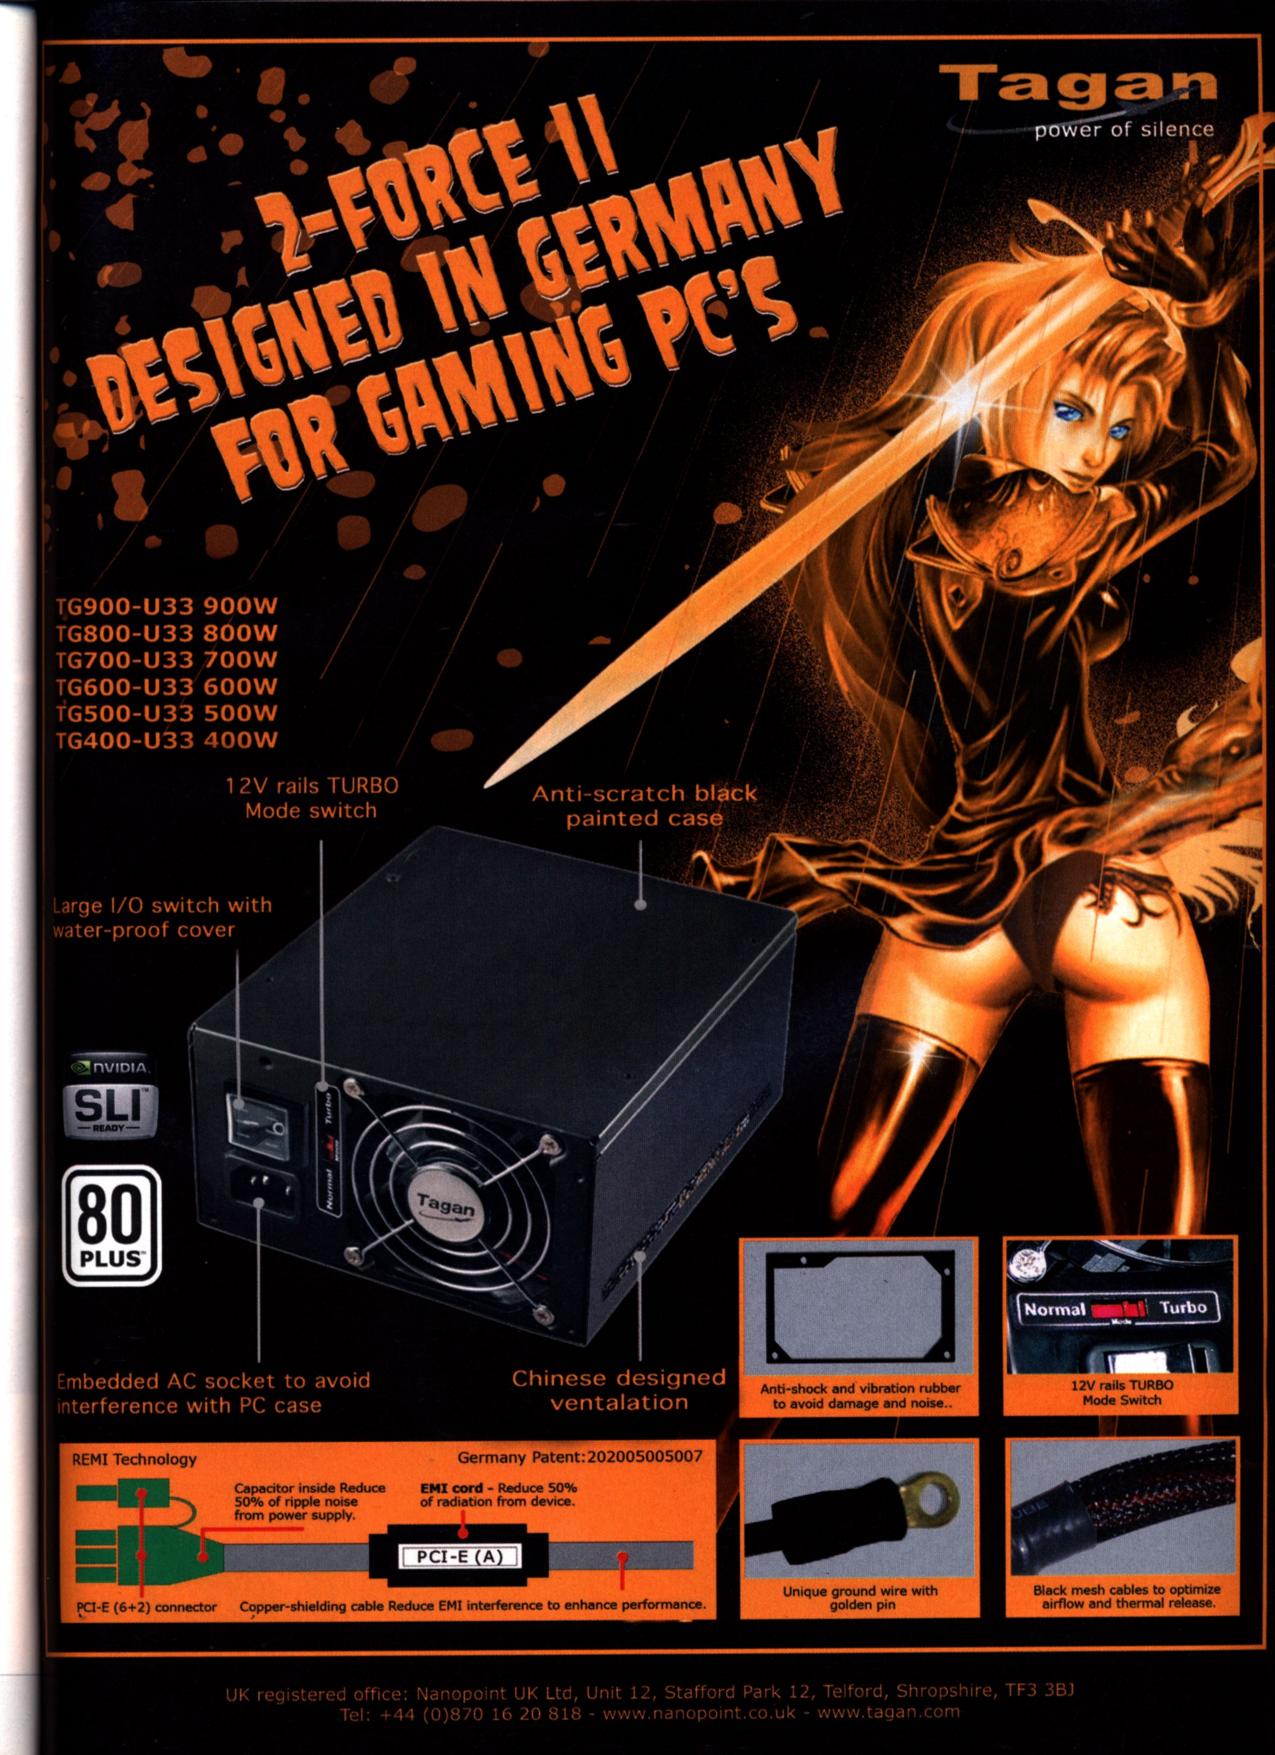 Tagan
power of silence
2-FORCE II
DESIGNED IN GERMANY
FOR GAMING PC'S
TG900-U33 900W
TG800-U33 800W
TG700-U33 700W
TG600-U33 600W
TG500-U33 500W
TG400-U33 400W
12V rails TURBO
Mode switch
Anti-scratch black
painted case
Large I/O switch with
water-proof cover
NVIDIA
SLI™
READY
80
PLUS™
Normal Turbo
Tagan
Embedded AC socket to avoid
interference with PC case
Chinese designed
ventalation
Anti-shock and vibration rubber
to avoid damage and noise..
Normal Turbo
Mode
12V rails TURBO
Mode Switch
REMI Technology
Germany Patent:202005005007
Capacitor inside Reduce
50% of ripple noise
from power supply.
EMI cord - Reduce 50%
of radiation from device.
PCI-E (A)
PCI-E (6+2) connector
Copper-shielding cable Reduce EMI interference to enhance performance.
Unique ground wire with
golden pin
Black mesh cables to optimize
airflow and thermal release.
UK registered office: Nanopoint UK Ltd, Unit 12, Stafford Park 12, Telford, Shropshire, TF3 3BJ
Tel: +44 (0)870 16 20 818 - www.nanopoint.co.uk - www.tagan.com